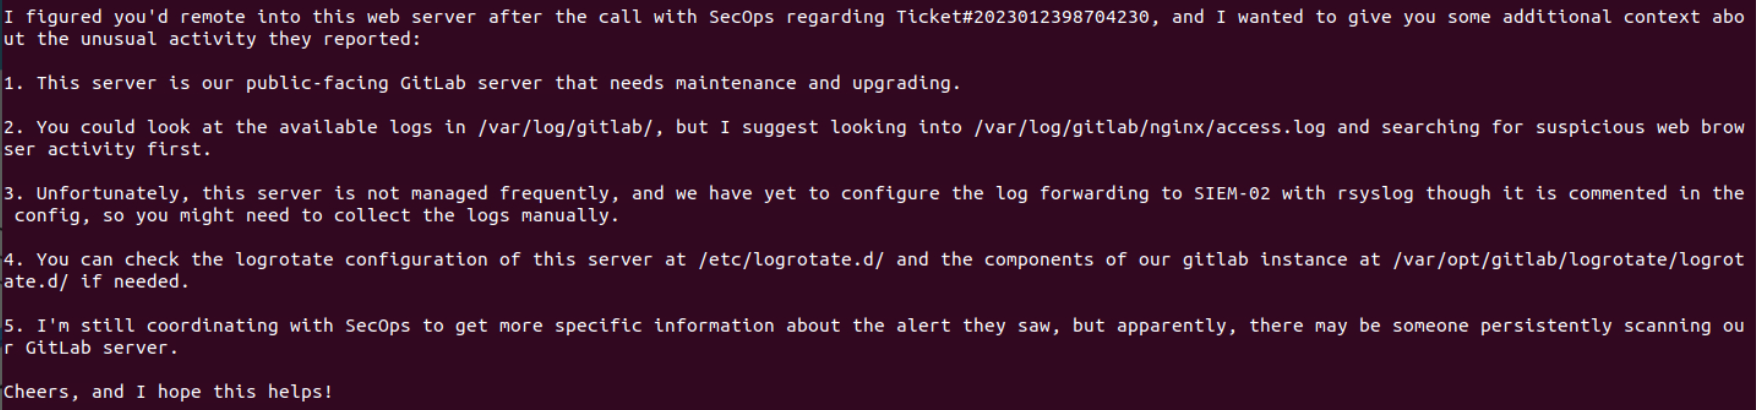 I figured you'd remote into this web server after the call with SecOps regarding Ticket#2023012398704230, and I wanted to give you some additional context abo
ut the unusual activity they reported:
1. This server is our public-facing GitLab server that needs maintenance and upgrading.
2. You could look at the available logs in /var/log/gitlab/, but I suggest looking into /var/log/gitlab/nginx/access.log and searching for suspicious web brow
ser activity first.
3. Unfortunately, this server is not managed frequently, and we have yet to configure the log forwarding to SIEM-02 with rsyslog though it is commented in the
 config, so you might need to collect the logs manually.
4. You can check the logrotate configuration of this server at /etc/logrotate.d/ and the components of our gitlab instance at /var/opt/gitlab/logrotate/logrot
ate.d/ if needed.
5. I'm still coordinating with SecOps to get more specific information about the alert they saw, but apparently, there may be someone persistently scanning ou
r GitLab server.
Cheers, and I hope this helps!